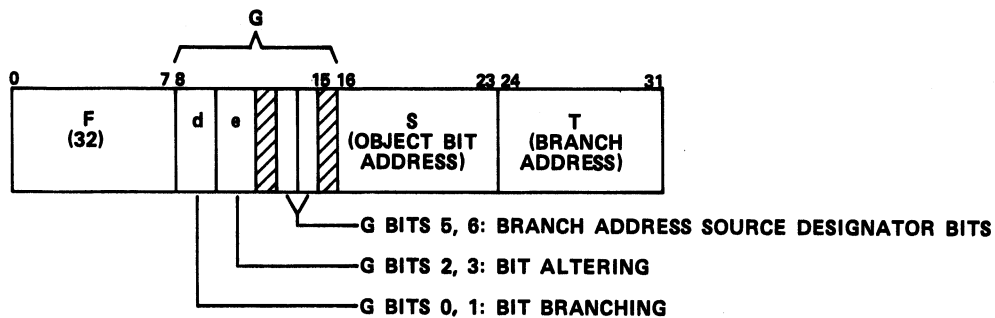 G
0 7 8 15 16 23 24 31
F
(32)
d
e
S
(OBJECT BIT
ADDRESS)
T
(BRANCH
ADDRESS)
G BITS 5, 6: BRANCH ADDRESS SOURCE DESIGNATOR BITS
G BITS 2, 3: BIT ALTERING
G BITS 0, 1: BIT BRANCHING